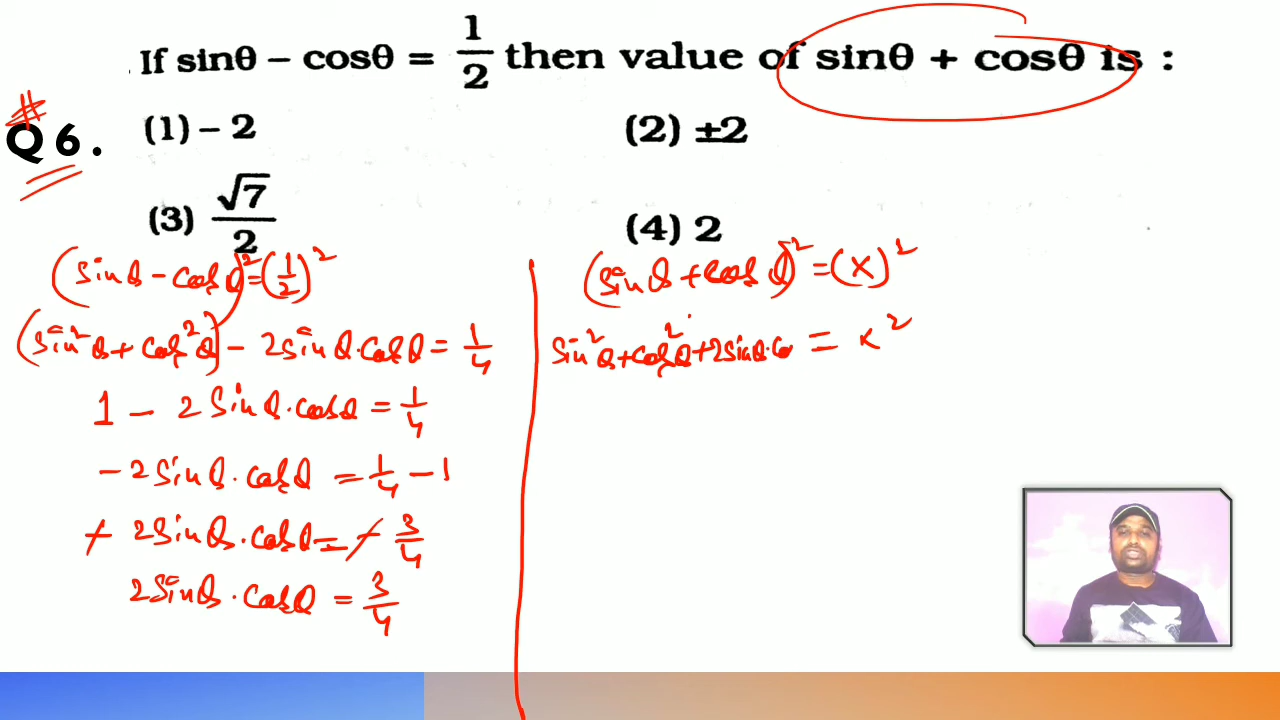 If sinθ – cosθ = 1/2 then value of sinθ + cosθ is :
#
Q 6 .
(1) – 2
(2) ±2
(3) √7/2
(4) 2
(sinθ - cosθ)² = (1/2)²
(sin²θ + cos²θ) - 2sinθ.cosθ = 1/4
1 - 2sinθ.cosθ = 1/4
-2sinθ.cosθ = 1/4 - 1
- 2sinθ.cosθ = - 3/4
2sinθ.cosθ = 3/4
(sinθ + cosθ)² = (x)²
sin²θ + cos²θ + 2sinθ.co = x²